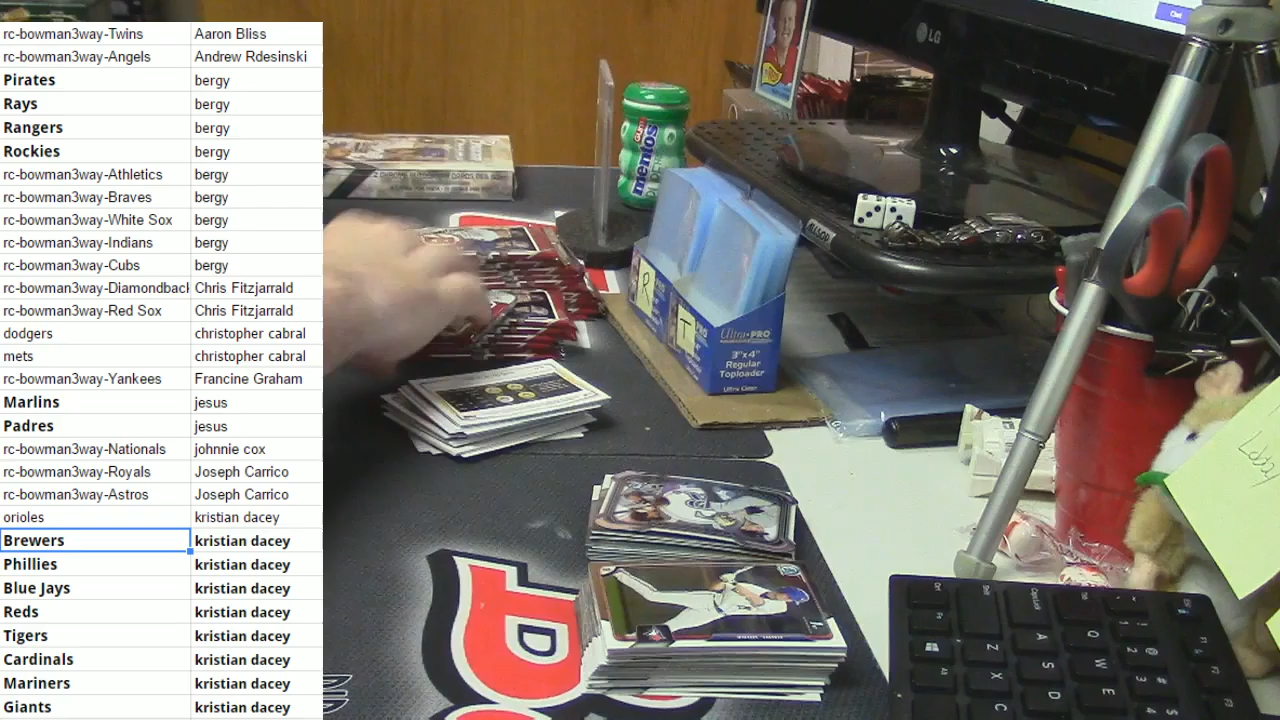 rc-bowman3way-Twins Aaron Bliss
rc-bowman3way-Angels Andrew Rdesinski
Pirates bergy
Rays bergy
Rangers bergy
Rockies bergy
rc-bowman3way-Athletics bergy
rc-bowman3way-Braves bergy
rc-bowman3way-White Sox bergy
rc-bowman3way-Indians bergy
rc-bowman3way-Cubs bergy
rc-bowman3way-Diamondback Chris Fitzjarrald
rc-bowman3way-Red Sox Chris Fitzjarrald
dodgers christopher cabral
mets christopher cabral
rc-bowman3way-Yankees Francine Graham
Marlins jesus
Padres jesus
rc-bowman3way-Nationals johnnie cox
rc-bowman3way-Royals Joseph Carrico
rc-bowman3way-Astros Joseph Carrico
orioles kristian dacey
Brewers kristian dacey
Phillies kristian dacey
Blue Jays kristian dacey
Reds kristian dacey
Tigers kristian dacey
Cardinals kristian dacey
Mariners kristian dacey
Giants kristian dacey
LG
mentos
ALLSOP
R
T
Ultra-PRO
3"x4"
Regular
Toploader
Ultra Clear
D
A
Q
S
W
Z
X
D
E
C